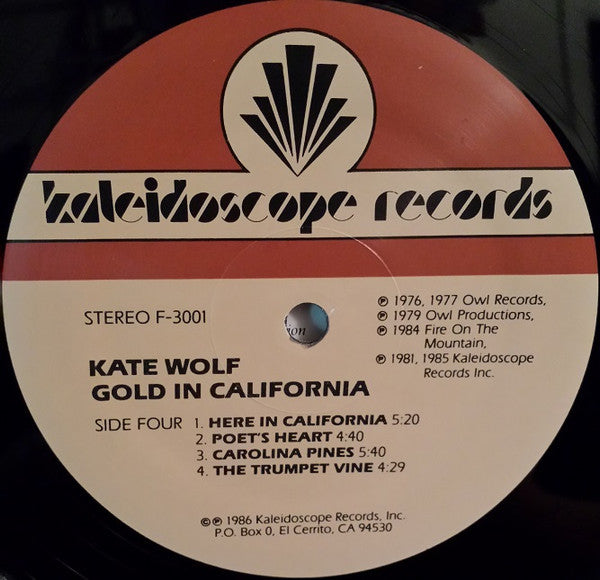 kaleidoscope records
STEREO F-3001
℗ 1976, 1977 Owl Records,
℗ 1979 Owl Productions,
℗ 1984 Fire On The
Mountain,
℗ 1981, 1985 Kaleidoscope
Records Inc.
ion
KATE WOLF
GOLD IN CALIFORNIA
SIDE FOUR 1. HERE IN CALIFORNIA 5:20
2. POET'S HEART 4:40
3. CAROLINA PINES 5:40
4. THE TRUMPET VINE 4:29
©℗ 1986 Kaleidoscope Records, Inc.
P.O. Box 0, El Cerrito, CA 94530